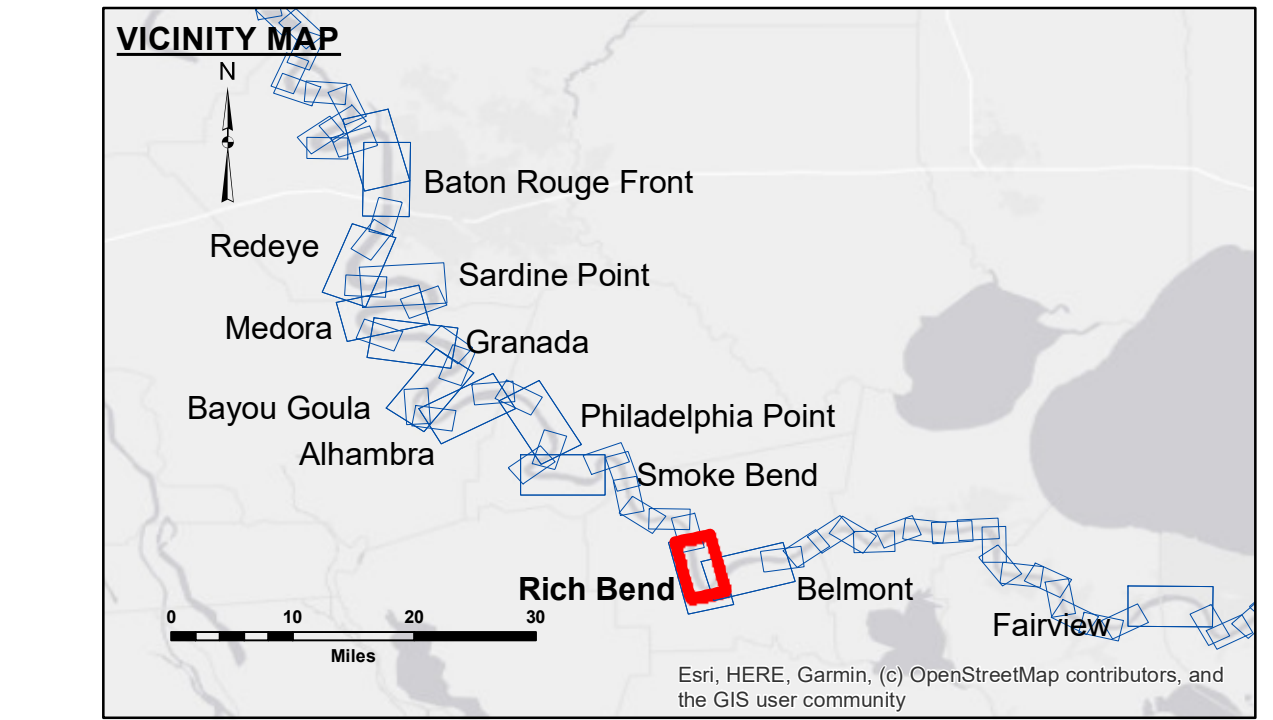 VICINITY MAP
N
Baton Rouge Front
Redeye
Sardine Point
Medora
Granada
Bayou Goula
Philadelphia Point
Alhambra
Smoke Bend
Rich Bend
Belmont
0 10 20 30
Fairview
Miles
Esri, HERE, Garmin, (c) OpenStreetMap contributors, and
the GIS user community